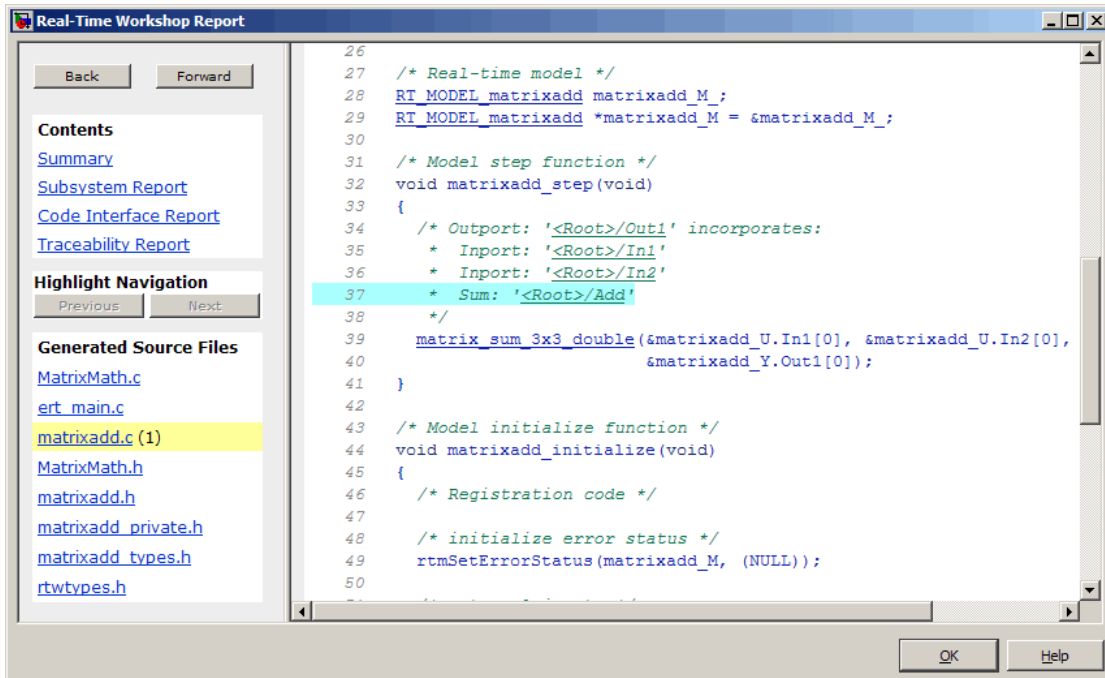 Real-Time Workshop Report
Back Forward
Contents
Summary
Subsystem Report
Code Interface Report
Traceability Report
Highlight Navigation
Previous Next
Generated Source Files
MatrixMath.c
ert_main.c
matrixadd.c (1)
MatrixMath.h
matrixadd.h
matrixadd_private.h
matrixadd_types.h
rtwtypes.h
26
27 /* Real-time model */
28 RT_MODEL_matrixadd matrixadd_M_;
29 RT_MODEL_matrixadd *matrixadd_M = &matrixadd_M_;
30
31 /* Model step function */
32 void matrixadd_step(void)
33 {
34 /* Outport: '<Root>/Out1' incorporates:
35 * Inport: '<Root>/In1'
36 * Inport: '<Root>/In2'
37 * Sum: '<Root>/Add'
38 */
39 matrix_sum_3x3_double(&matrixadd_U.In1[0], &matrixadd_U.In2[0],
40 &matrixadd_Y.Out1[0]);
41 }
42
43 /* Model initialize function */
44 void matrixadd_initialize(void)
45 {
46 /* Registration code */
47
48 /* initialize error status */
49 rtmSetErrorStatus(matrixadd_M, (NULL));
50
OK Help